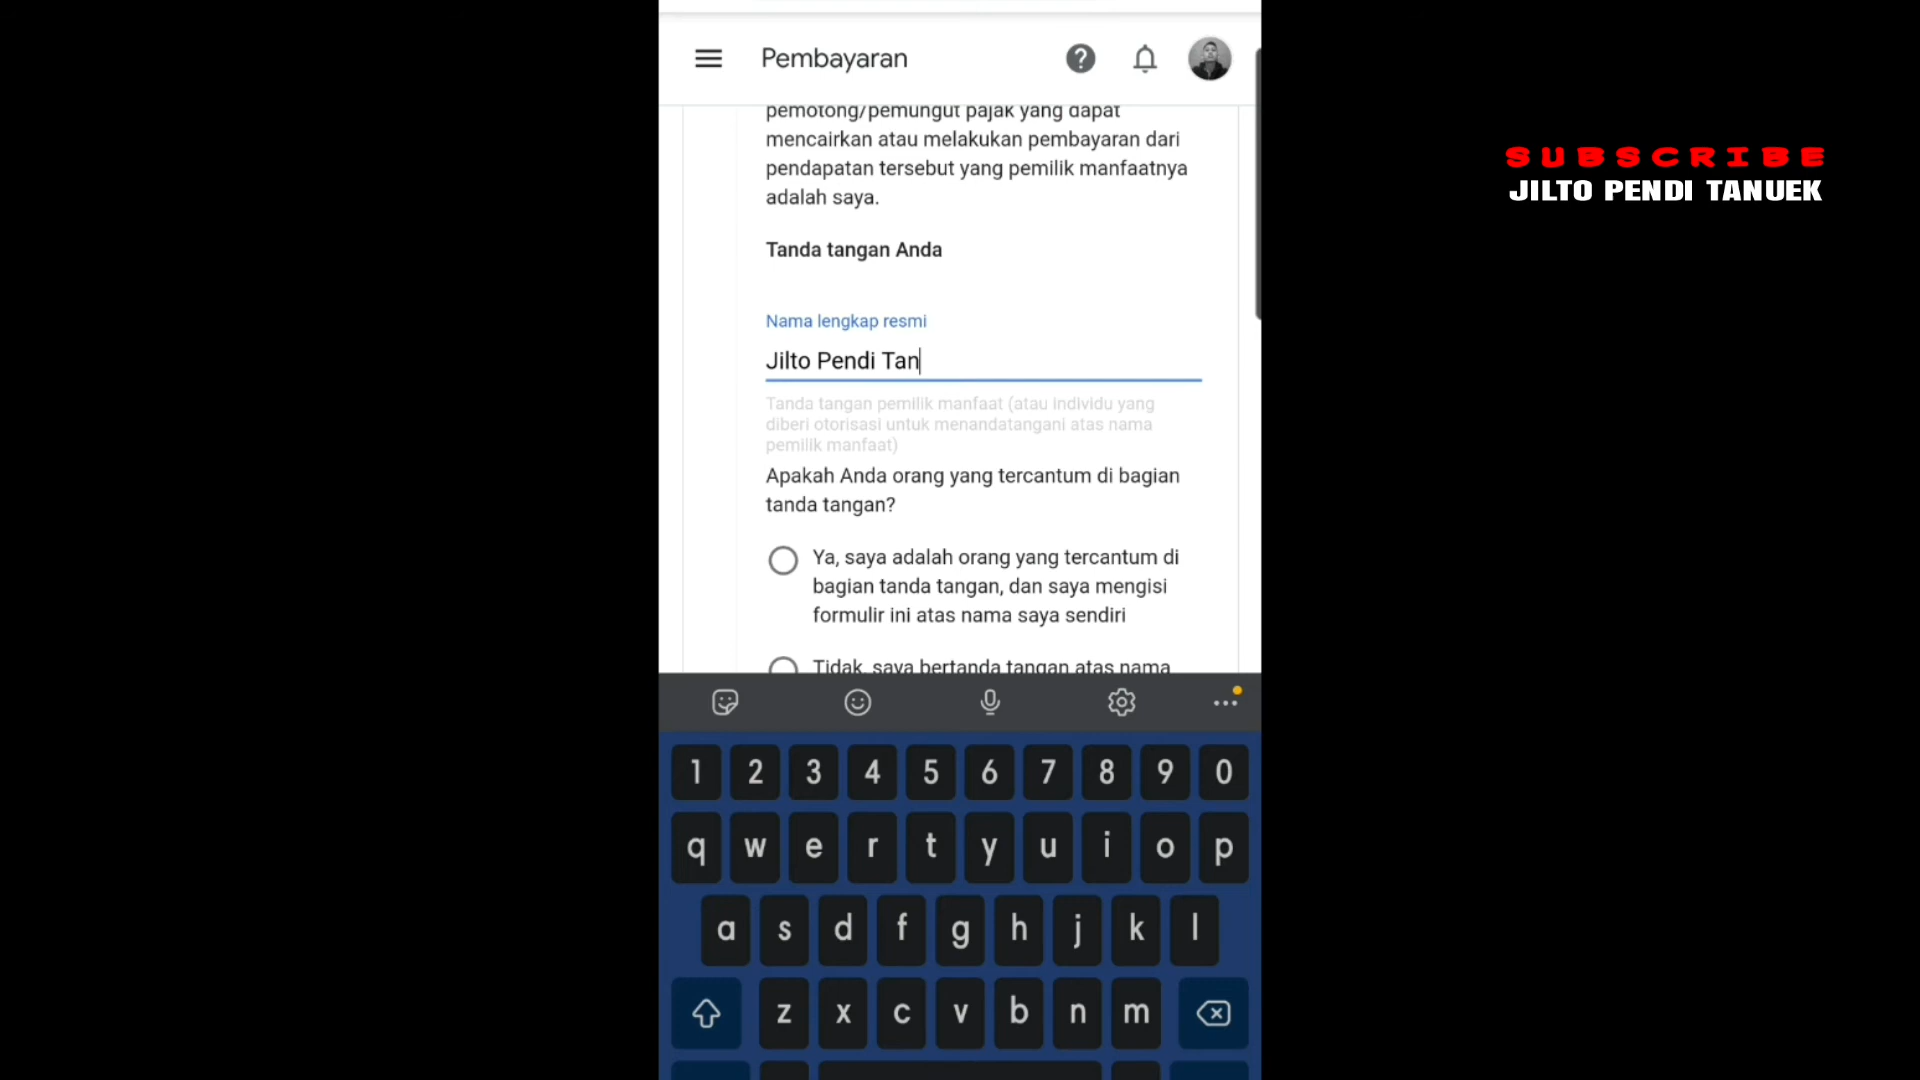 Pembayaran
pemotong/pemungut pajak yang dapat
mencairkan atau melakukan pembayaran dari
pendapatan tersebut yang pemilik manfaatnya
adalah saya.
Tanda tangan Anda
Nama lengkap resmi
Jilto Pendi Tan
Tanda tangan pemilik manfaat (atau individu yang
diberi otorisasi untuk menandatangani atas nama
pemilik manfaat)
Apakah Anda orang yang tercantum di bagian
tanda tangan?
Ya, saya adalah orang yang tercantum di
bagian tanda tangan, dan saya mengisi
formulir ini atas nama saya sendiri
Tidak, saya bertanda tangan atas nama
1 2 3 4 5 6 7 8 9 0
q w e r t y u i o p
a s d f g h j k l
z x c v b n m
SUBSCRIBE
JILTO PENDI TANUEK